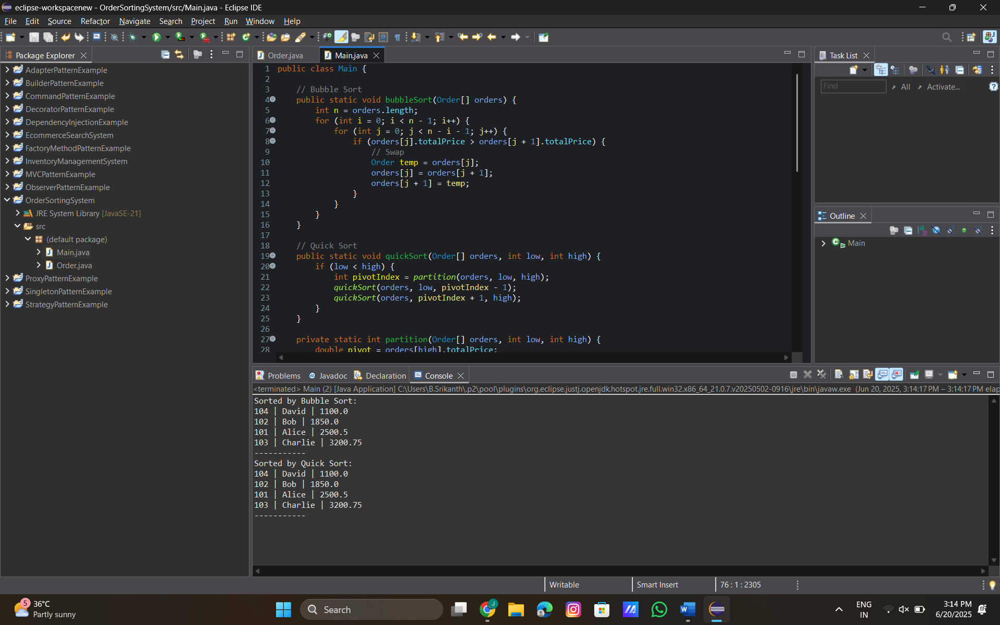 eclipse-workspacenew - OrderSortingSystem/src/Main.java - Eclipse IDE
File Edit Source Refactor Navigate Search Project Run Window Help
Package Explorer
AdapterPatternExample
BuilderPatternExample
CommandPatternExample
DecoratorPatternExample
DependencyInjectionExample
EcommerceSearchSystem
FactoryMethodPatternExample
InventoryManagementSystem
MVCPatternExample
ObserverPatternExample
OrderSortingSystem
JRE System Library [JavaSE-21]
src
(default package)
Main.java
Order.java
ProxyPatternExample
SingletonPatternExample
StrategyPatternExample
Order.java Main.java
1 public class Main {
2
3 // Bubble Sort
4 public static void bubbleSort(Order[] orders) {
5 int n = orders.length;
6 for (int i = 0; i < n - 1; i++) {
7 for (int j = 0; j < n - i - 1; j++) {
8 if (orders[j].totalPrice > orders[j + 1].totalPrice) {
9 // Swap
10 Order temp = orders[j];
11 orders[j] = orders[j + 1];
12 orders[j + 1] = temp;
13 }
14 }
15 }
16 }
17
18 // Quick Sort
19 public static void quickSort(Order[] orders, int low, int high) {
20 if (low < high) {
21 int pivotIndex = partition(orders, low, high);
22 quickSort(orders, low, pivotIndex - 1);
23 quickSort(orders, pivotIndex + 1, high);
24 }
25 }
26
27 private static int partition(Order[] orders, int low, int high) {
28 double pivot = orders[high].totalPrice;
Task List
Find All Activate...
Outline
Main
Problems Javadoc Declaration Console
<terminated> Main (2) [Java Application] C:\Users\B.Srikanth\.p2\pool\plugins\org.eclipse.justj.openjdk.hotspot.jre.full.win32.x86_64_21.0.7.v20250502-0916\jre\bin\javaw.exe (Jun 20, 2025, 3:14:17 PM – 3:14:17 PM elap
Sorted by Bubble Sort:
104 | David | 1100.0
102 | Bob | 1850.0
101 | Alice | 2500.5
103 | Charlie | 3200.75
-----------
Sorted by Quick Sort:
104 | David | 1100.0
102 | Bob | 1850.0
101 | Alice | 2500.5
103 | Charlie | 3200.75
-----------
Writable Smart Insert 76 : 1 : 2305
5
36°C
Partly sunny
Search
J
ENG
IN
3:14 PM
6/20/2025